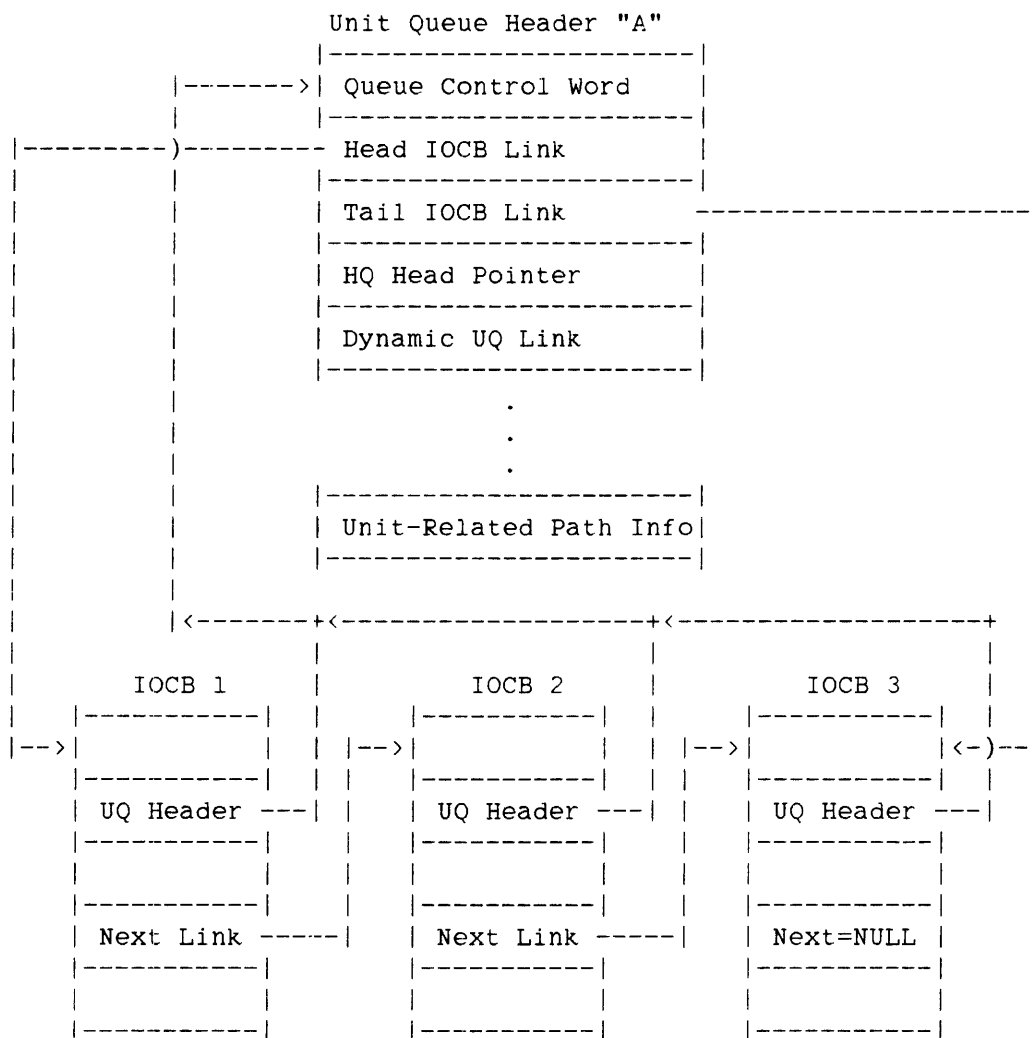 Unit Queue Header "A"
Queue Control Word
Head IOCB Link
Tail IOCB Link
HQ Head Pointer
Dynamic UQ Link
.
.
.
Unit-Related Path Info
IOCB 1 IOCB 2 IOCB 3
UQ Header UQ Header UQ Header
Next Link Next Link Next=NULL